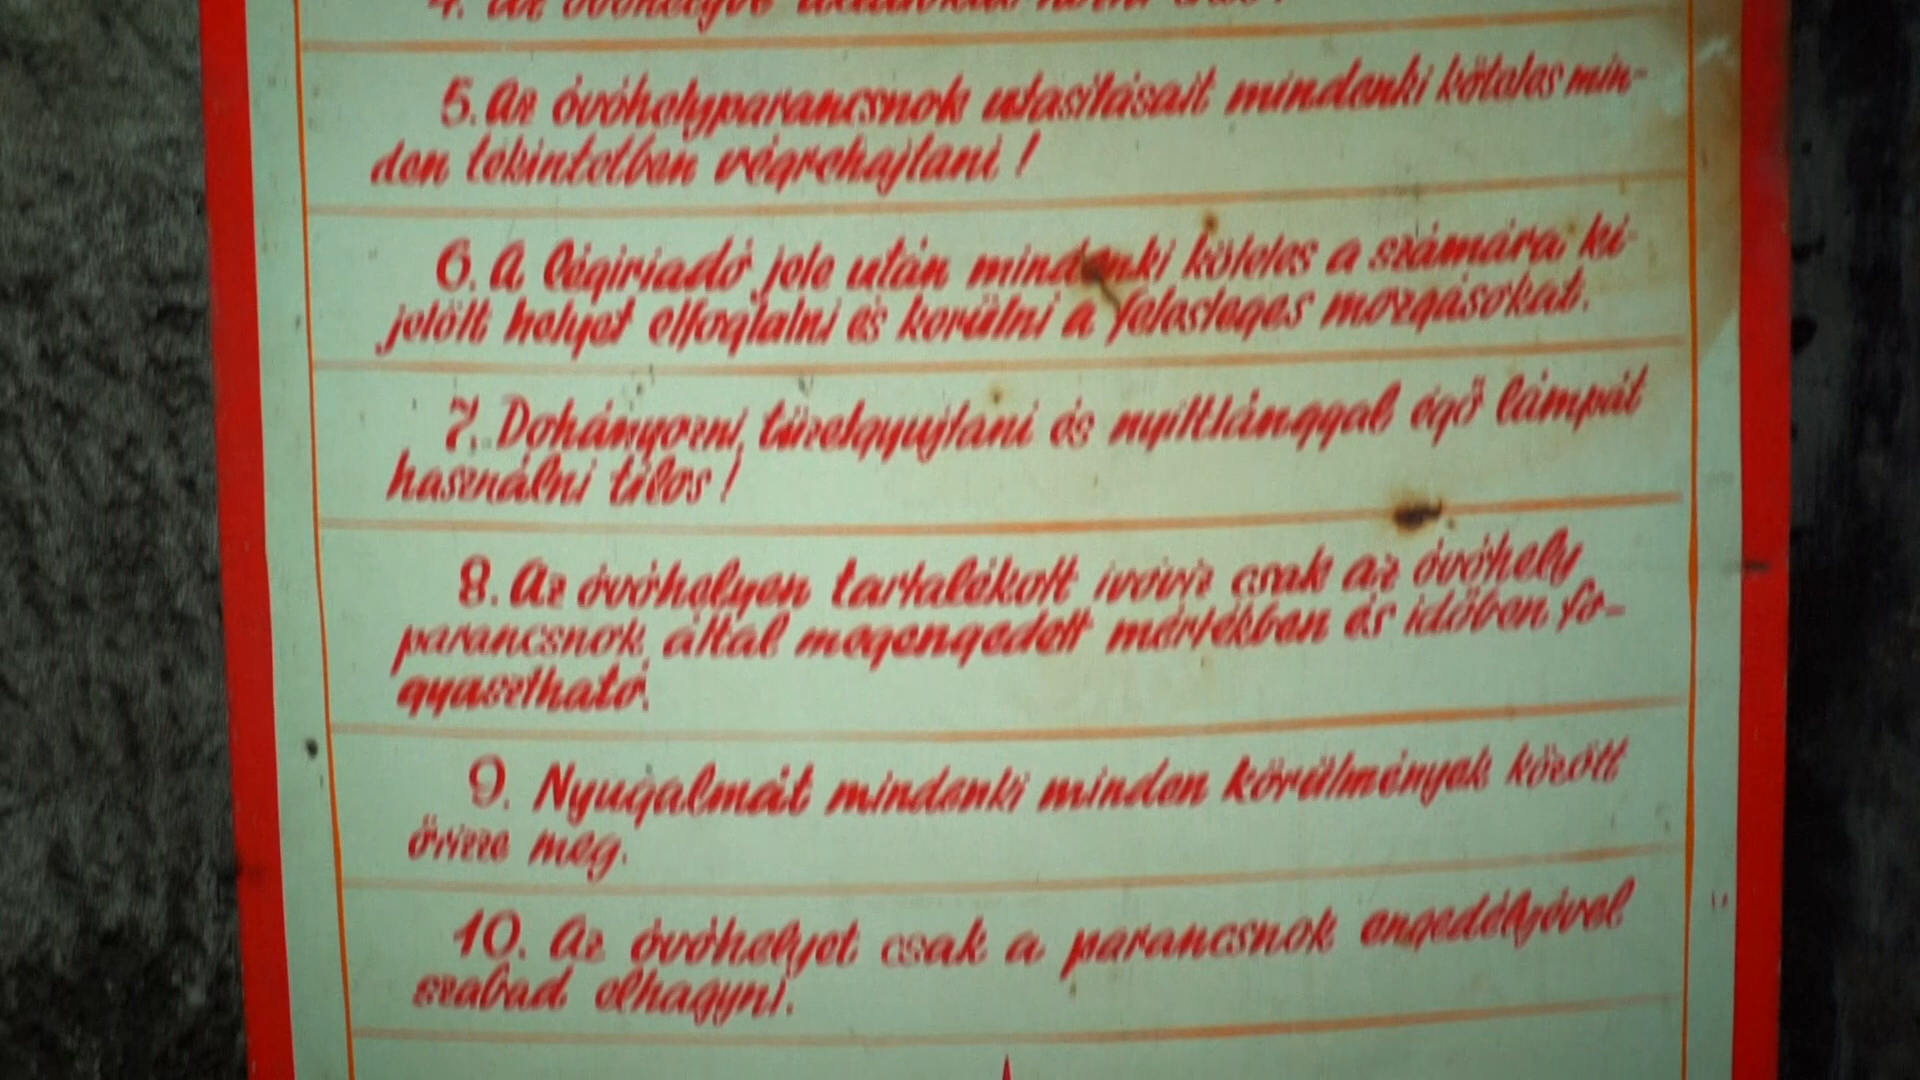 4. Az óvóhelyre
5. Az óvóhelyparancsnok utasításait mindenki köteles min-
den tekintetben végrehajtani!
6. A légiriadó jele után mindenki köteles a számára ki-
jelölt helyet elfoglalni és kerülni a felesleges mozgásokat.
7. Dohányozni, tüzelgyujtani és nyiltlánggal égő lámpát
használni tilos!
8. Az óvóhelyen tartalékolt ivóvíz csak az óvóhely
parancsnok által megengedett mértékben és időben fo-
gyasztható.
9. Nyugalmát mindenki minden körülmények között
őrizze meg.
10. Az óvóhelyet csak a parancsnok engedélyével
szabad elhagyni.